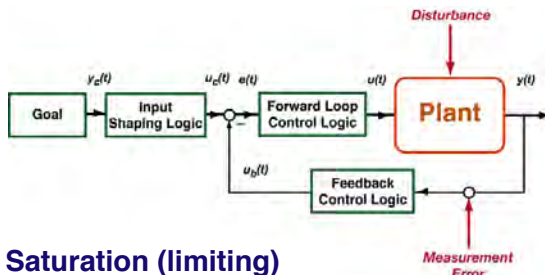 Disturbance
y_c(t)
u_c(t)
e(t)
u(t)
y(t)
Goal
Input
Shaping Logic
–
Forward Loop
Control Logic
Plant
u_b(t)
Feedback
Control Logic
Saturation (limiting)
Measurement
Error